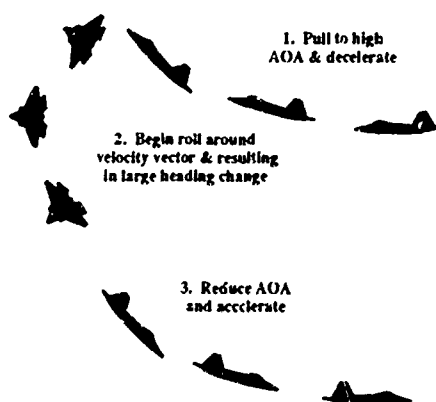 1. Pull to high
AOA & decelerate
2. Begin roll around
velocity vector & resulting
in large heading change
3. Reduce AOA
and accelerate